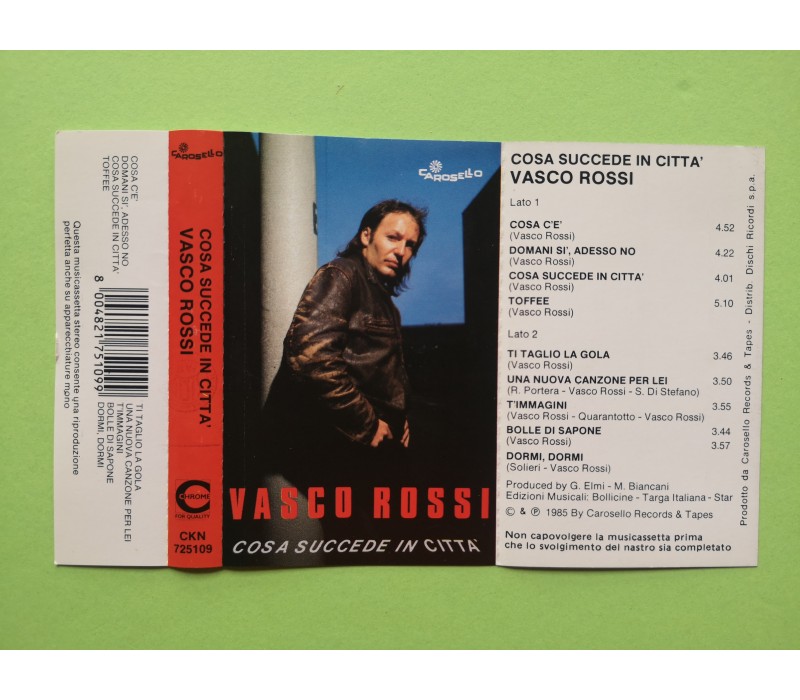 COSA C'E'
DOMANI SI', ADESSO NO
COSA SUCCEDE IN CITTA'
TOFFEE
Questa musicassetta stereo consente una riproduzione
perfetta anche su apparecchiature mono
8 004821 751099
TI TAGLIO LA GOLA
UNA NUOVA CANZONE PER LEI
T'IMMAGINI
BOLLE DI SAPONE
DORMI, DORMI
CAROSELLO
COSA SUCCEDE IN CITTA'
VASCO ROSSI
CHROME
FOR QUALITY
CKN
725109
CAROSELLO
VASCO ROSSI
COSA SUCCEDE IN CITTA'
COSA SUCCEDE IN CITTA'
VASCO ROSSI
Lato 1
COSA C'E' 4.52
(Vasco Rossi)
DOMANI SI', ADESSO NO 4.22
(Vasco Rossi)
COSA SUCCEDE IN CITTA' 4.01
(Vasco Rossi)
TOFFEE 5.10
(Vasco Rossi)
Lato 2
TI TAGLIO LA GOLA 3.46
(Vasco Rossi)
UNA NUOVA CANZONE PER LEI 3.50
(R. Portera - Vasco Rossi - S. Di Stefano)
T'IMMAGINI 3.55
(Vasco Rossi - Quarantotto - Vasco Rossi)
BOLLE DI SAPONE 3.44
(Vasco Rossi) 3.57
DORMI, DORMI
(Solieri - Vasco Rossi)
Produced by G. Elmi - M. Biancani
Edizioni Musicali: Bollicine - Targa Italiana - Star
© & ℗ 1985 By Carosello Records & Tapes
Non capovolgere la musicassetta prima
che lo svolgimento del nastro sia completato
Prodotto da Carosello Records & Tapes - Distrib. Dischi Ricordi s.p.a.